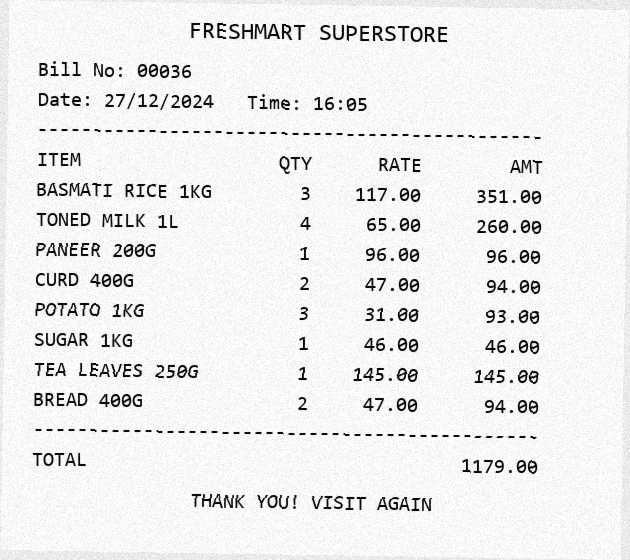 FRESHMART SUPERSTORE
Bill No: 00036
Date: 27/12/2024   Time: 16:05
------------------------------------------------
ITEM QTY RATE AMT
BASMATI RICE 1KG 3 117.00 351.00
TONED MILK 1L 4 65.00 260.00
PANEER 200G 1 96.00 96.00
CURD 400G 2 47.00 94.00
POTATO 1KG 3 31.00 93.00
SUGAR 1KG 1 46.00 46.00
TEA LEAVES 250G 1 145.00 145.00
BREAD 400G 2 47.00 94.00
------------------------------------------------
TOTAL 1179.00
THANK YOU! VISIT AGAIN